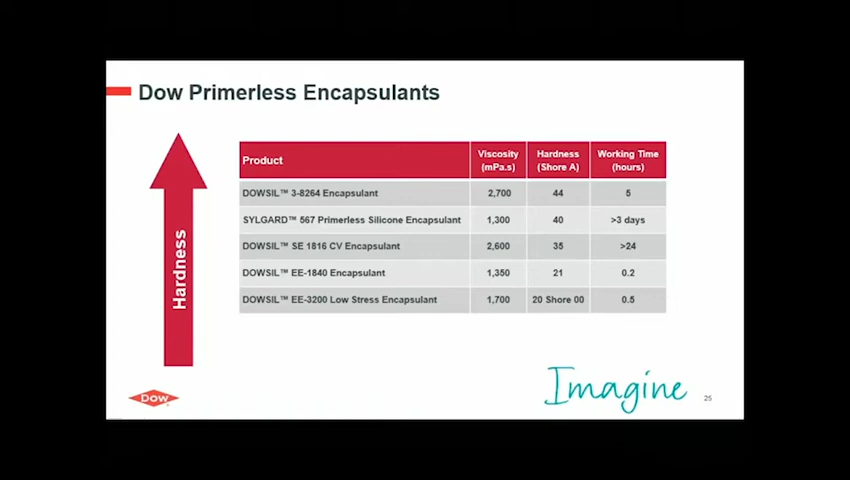 Dow Primerless Encapsulants
Hardness
Product Viscosity (mPa.s) Hardness (Shore A) Working Time (hours)
DOWSIL™ 3-8264 Encapsulant 2,700 44 5
SYLGARD™ 567 Primerless Silicone Encapsulant 1,300 40 >3 days
DOWSIL™ SE 1816 CV Encapsulant 2,600 35 >24
DOWSIL™ EE-1840 Encapsulant 1,350 21 0.2
DOWSIL™ EE-3200 Low Stress Encapsulant 1,700 20 Shore 00 0.5
Dow
Imagine
25